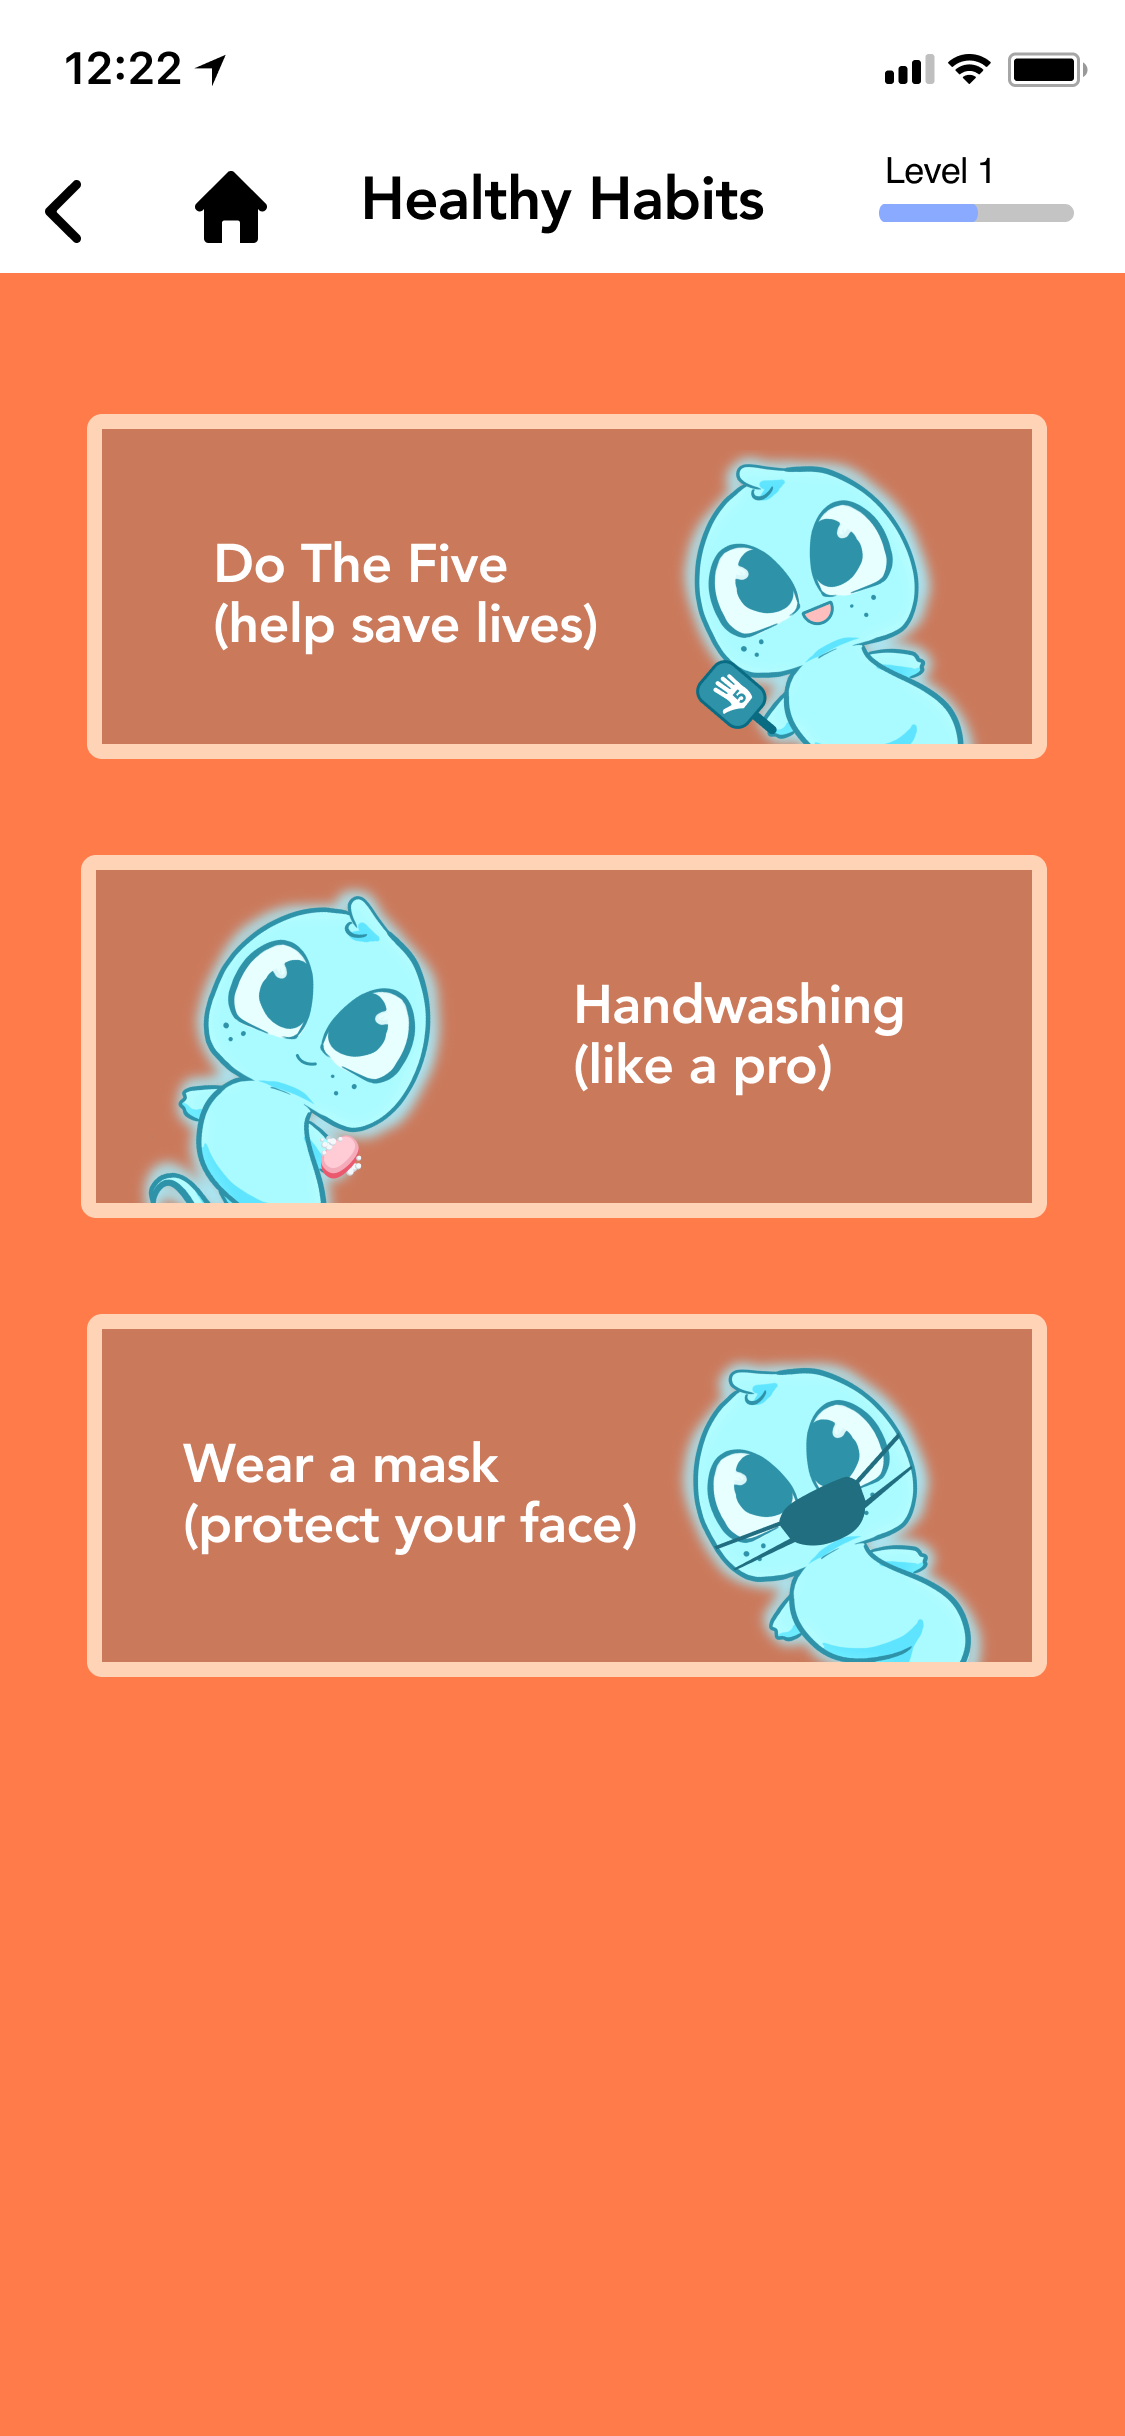 12:22
Healthy Habits
Level 1
Do The Five
(help save lives)
5
Handwashing
(like a pro)
Wear a mask
(protect your face)